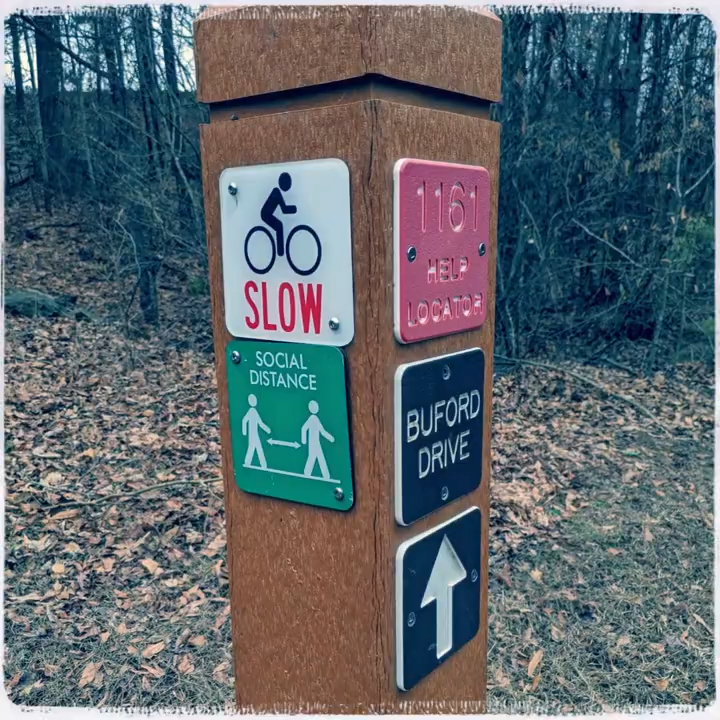 SLOW
SOCIAL
DISTANCE
1161
HELP
LOCATOR
BUFORD
DRIVE